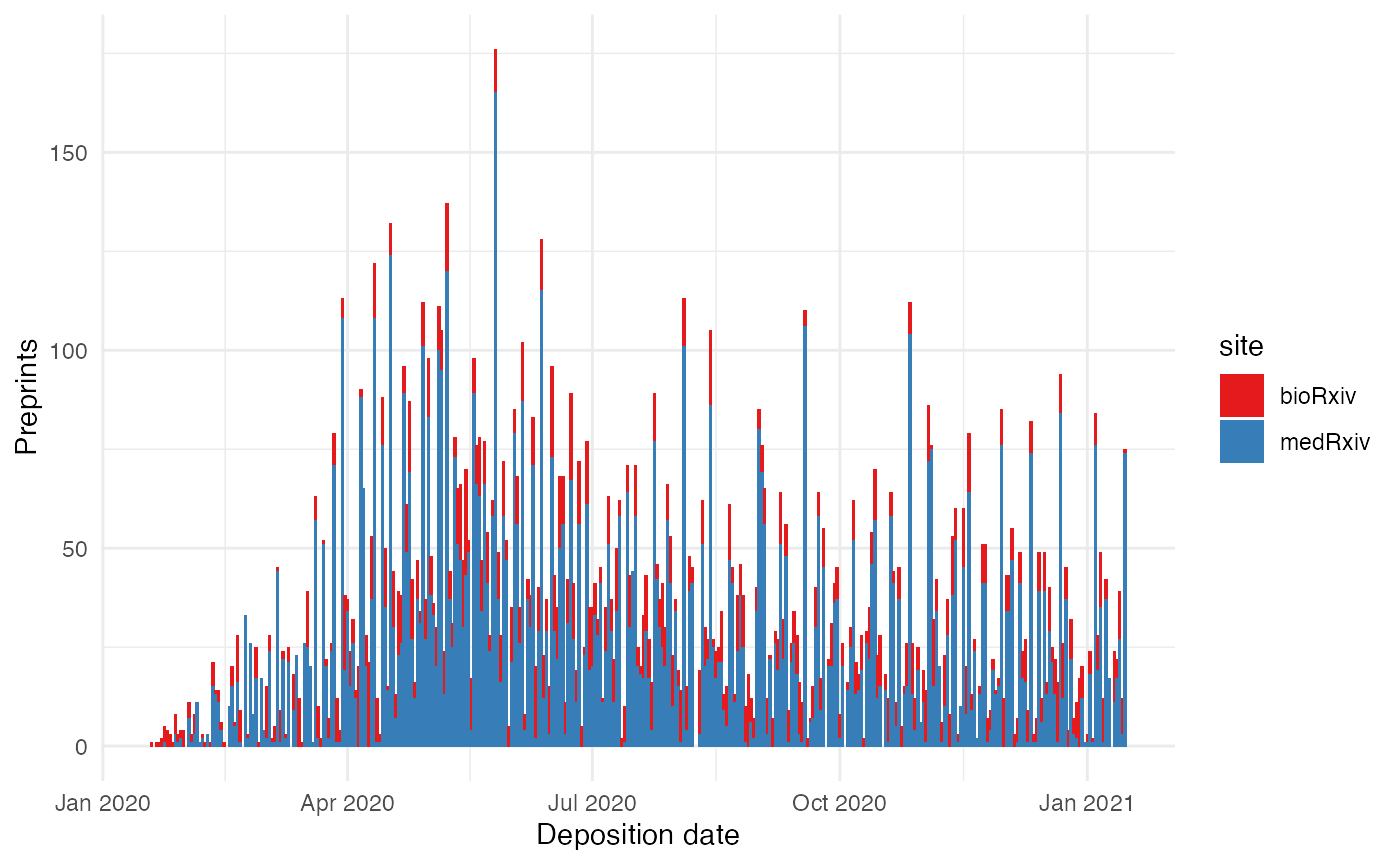 150
100
50
0
Preprints
Jan 2020
Apr 2020
Jul 2020
Oct 2020
Jan 2021
Deposition date
site
bioRxiv
medRxiv